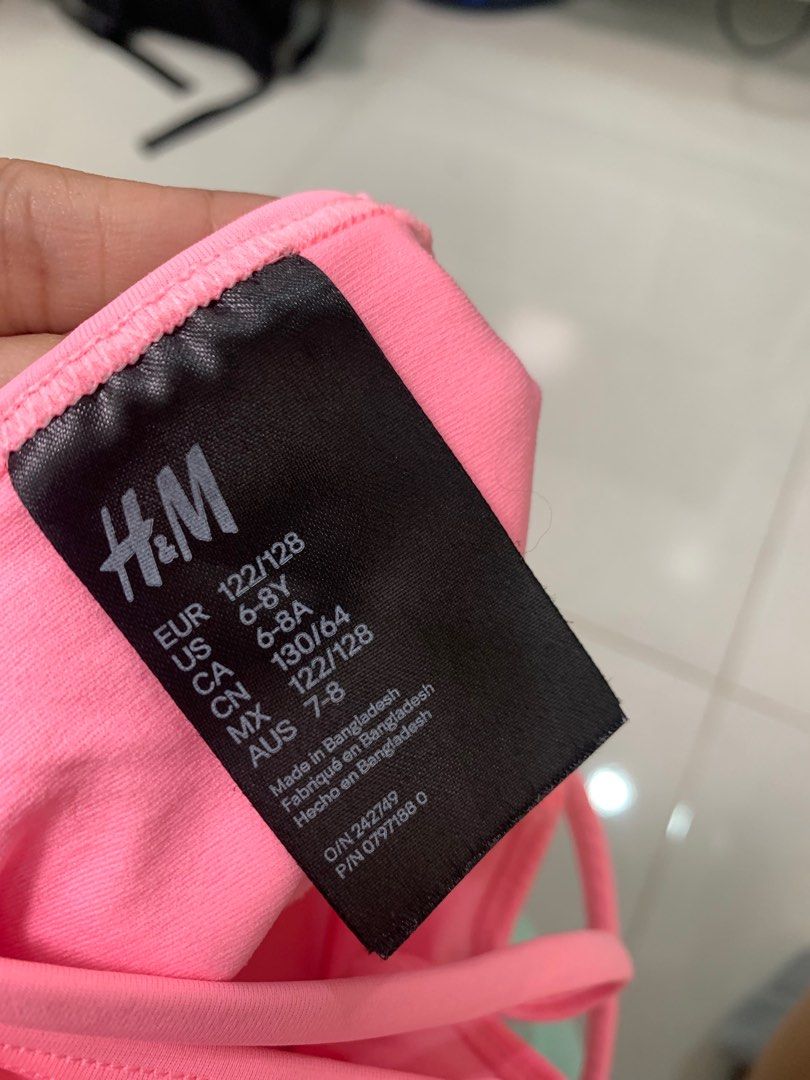 H&M
EUR 122/128
US 6-8Y
CA 6-8A
CN 130/64
MX 122/128
AUS 7-8
Made in Bangladesh
Fabriqué en Bangladesh
Hecho en Bangladesh
O/N 242749
P/N 0797188 0